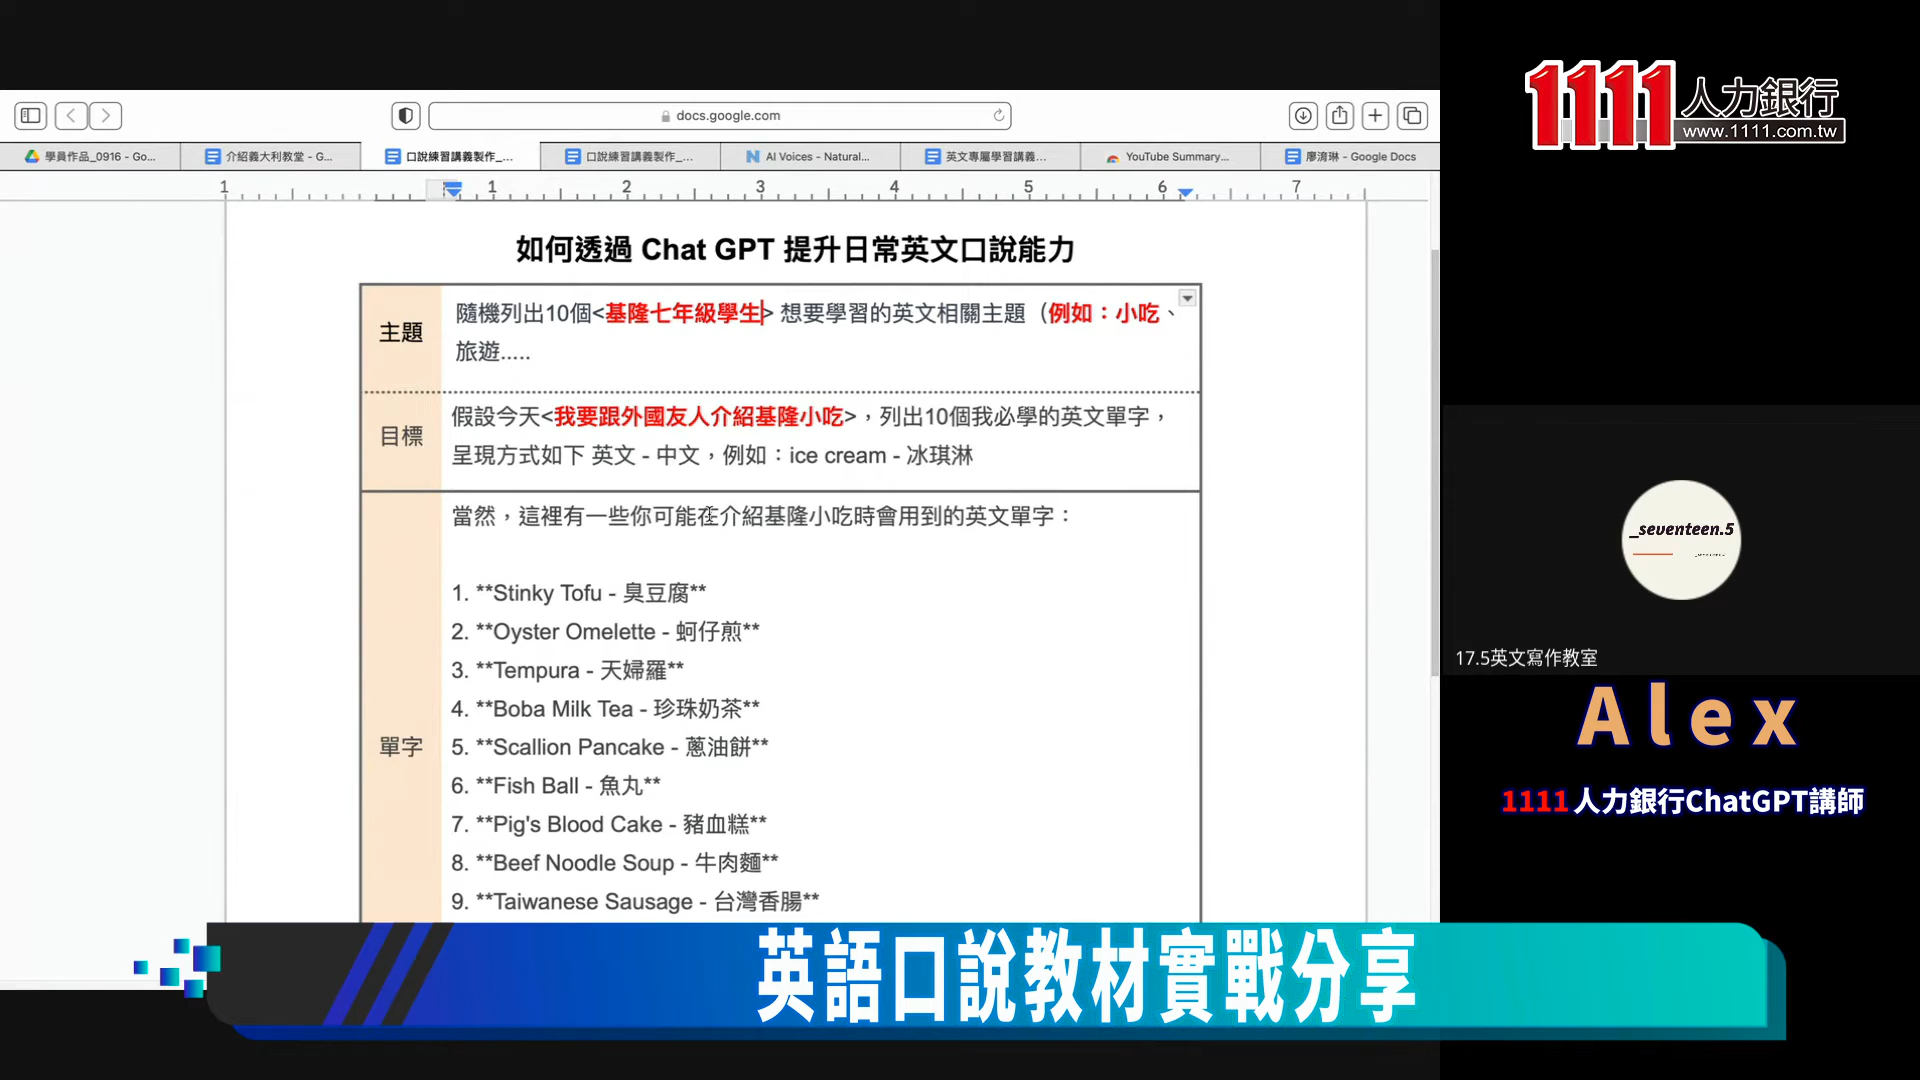 docs.google.com
學員作品_0916 - Go...
介紹義大利教堂 - G...
口說練習講義製作_...
口說練習講義製作_...
AI Voices - Natural...
英文專屬學習講義...
YouTube Summary...
廖淯琳 - Google Docs
1 1 2 3 4 5 6 7
如何透過 Chat GPT 提升日常英文口說能力
主題
隨機列出10個<基隆七年級學生> 想要學習的英文相關主題（例如：小吃、
旅遊.....
目標
假設今天<我要跟外國友人介紹基隆小吃>，列出10個我必學的英文單字，
呈現方式如下 英文 - 中文，例如：ice cream - 冰琪淋
單字
當然，這裡有一些你可能在介紹基隆小吃時會用到的英文單字：
1. **Stinky Tofu - 臭豆腐**
2. **Oyster Omelette - 蚵仔煎**
3. **Tempura - 天婦羅**
4. **Boba Milk Tea - 珍珠奶茶**
5. **Scallion Pancake - 蔥油餅**
6. **Fish Ball - 魚丸**
7. **Pig's Blood Cake - 豬血糕**
8. **Beef Noodle Soup - 牛肉麵**
9. **Taiwanese Sausage - 台灣香腸**
英語口說教材實戰分享
1111人力銀行
www.1111.com.tw
_seventeen.5
17.5英文寫作教室
Alex
1111人力銀行ChatGPT講師